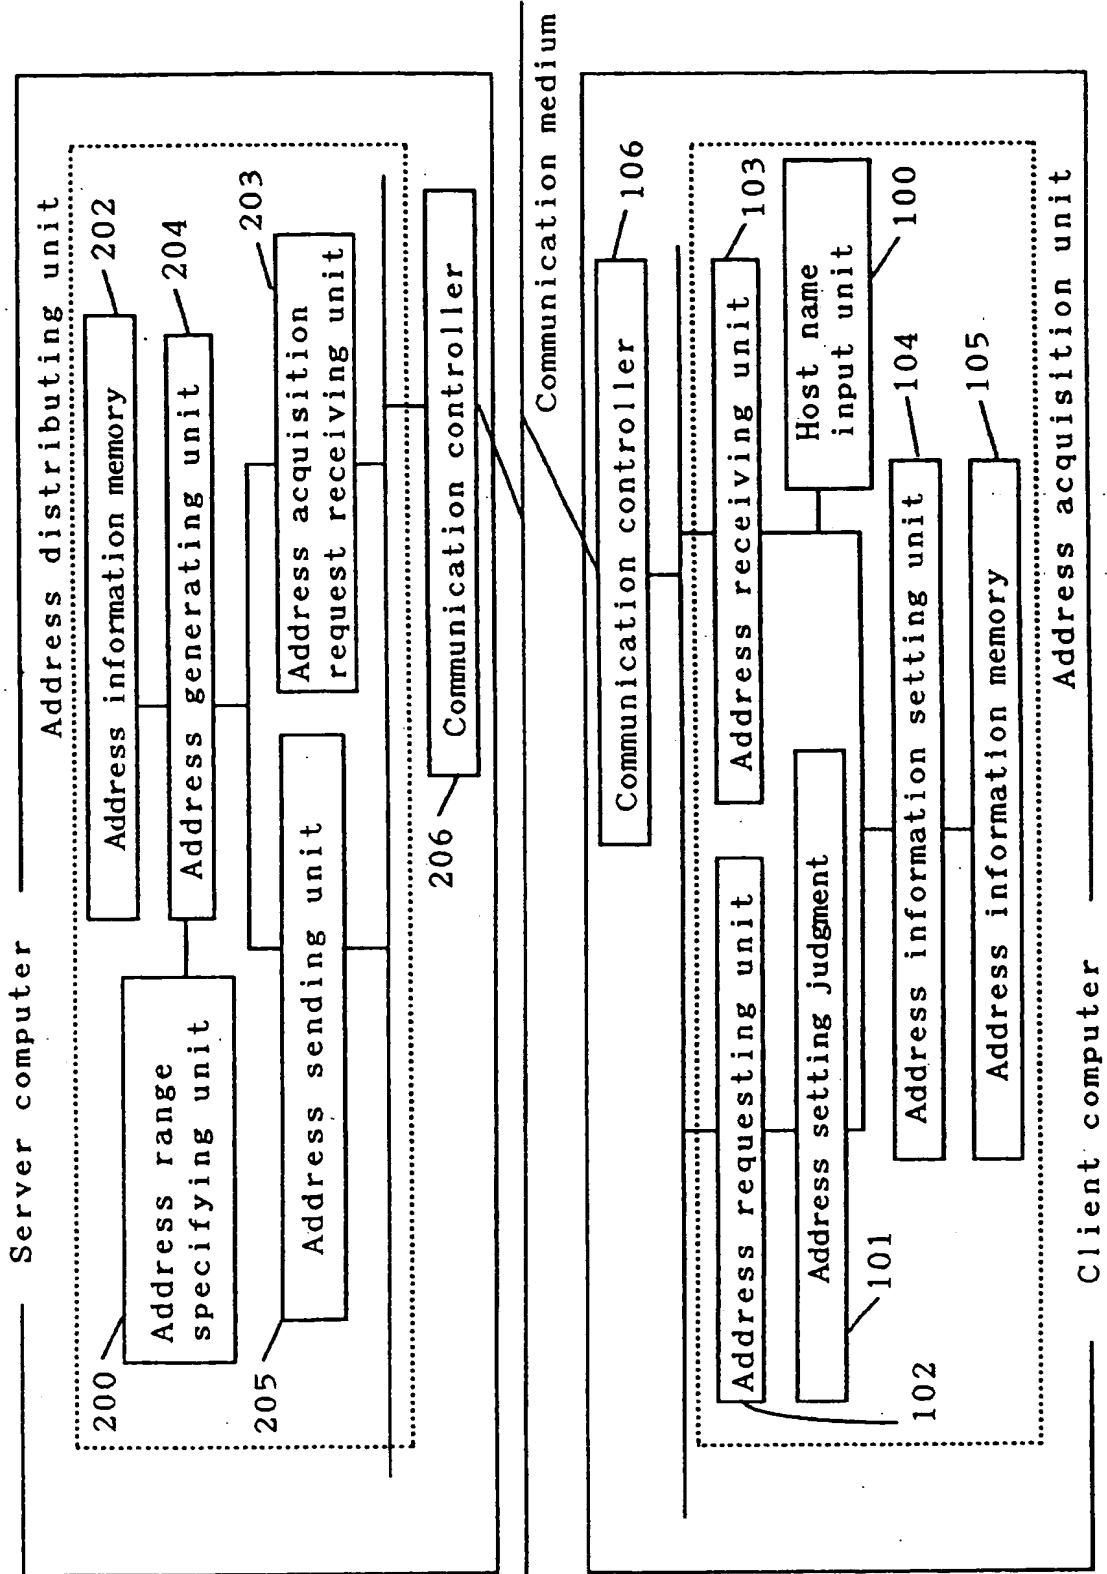 Server computer
Address distributing unit
200
Address range
specifying unit
Address information memory
202
Address generating unit
204
205
Address sending unit
Address acquisition
request receiving unit
203
206
Communication controller
Communication medium
Communication controller
106
Address requesting unit
102
Address receiving unit
103
Address setting judgment
101
Host name
input unit
100
Address information setting unit
104
Address information memory
105
Address acquisition unit
Client computer